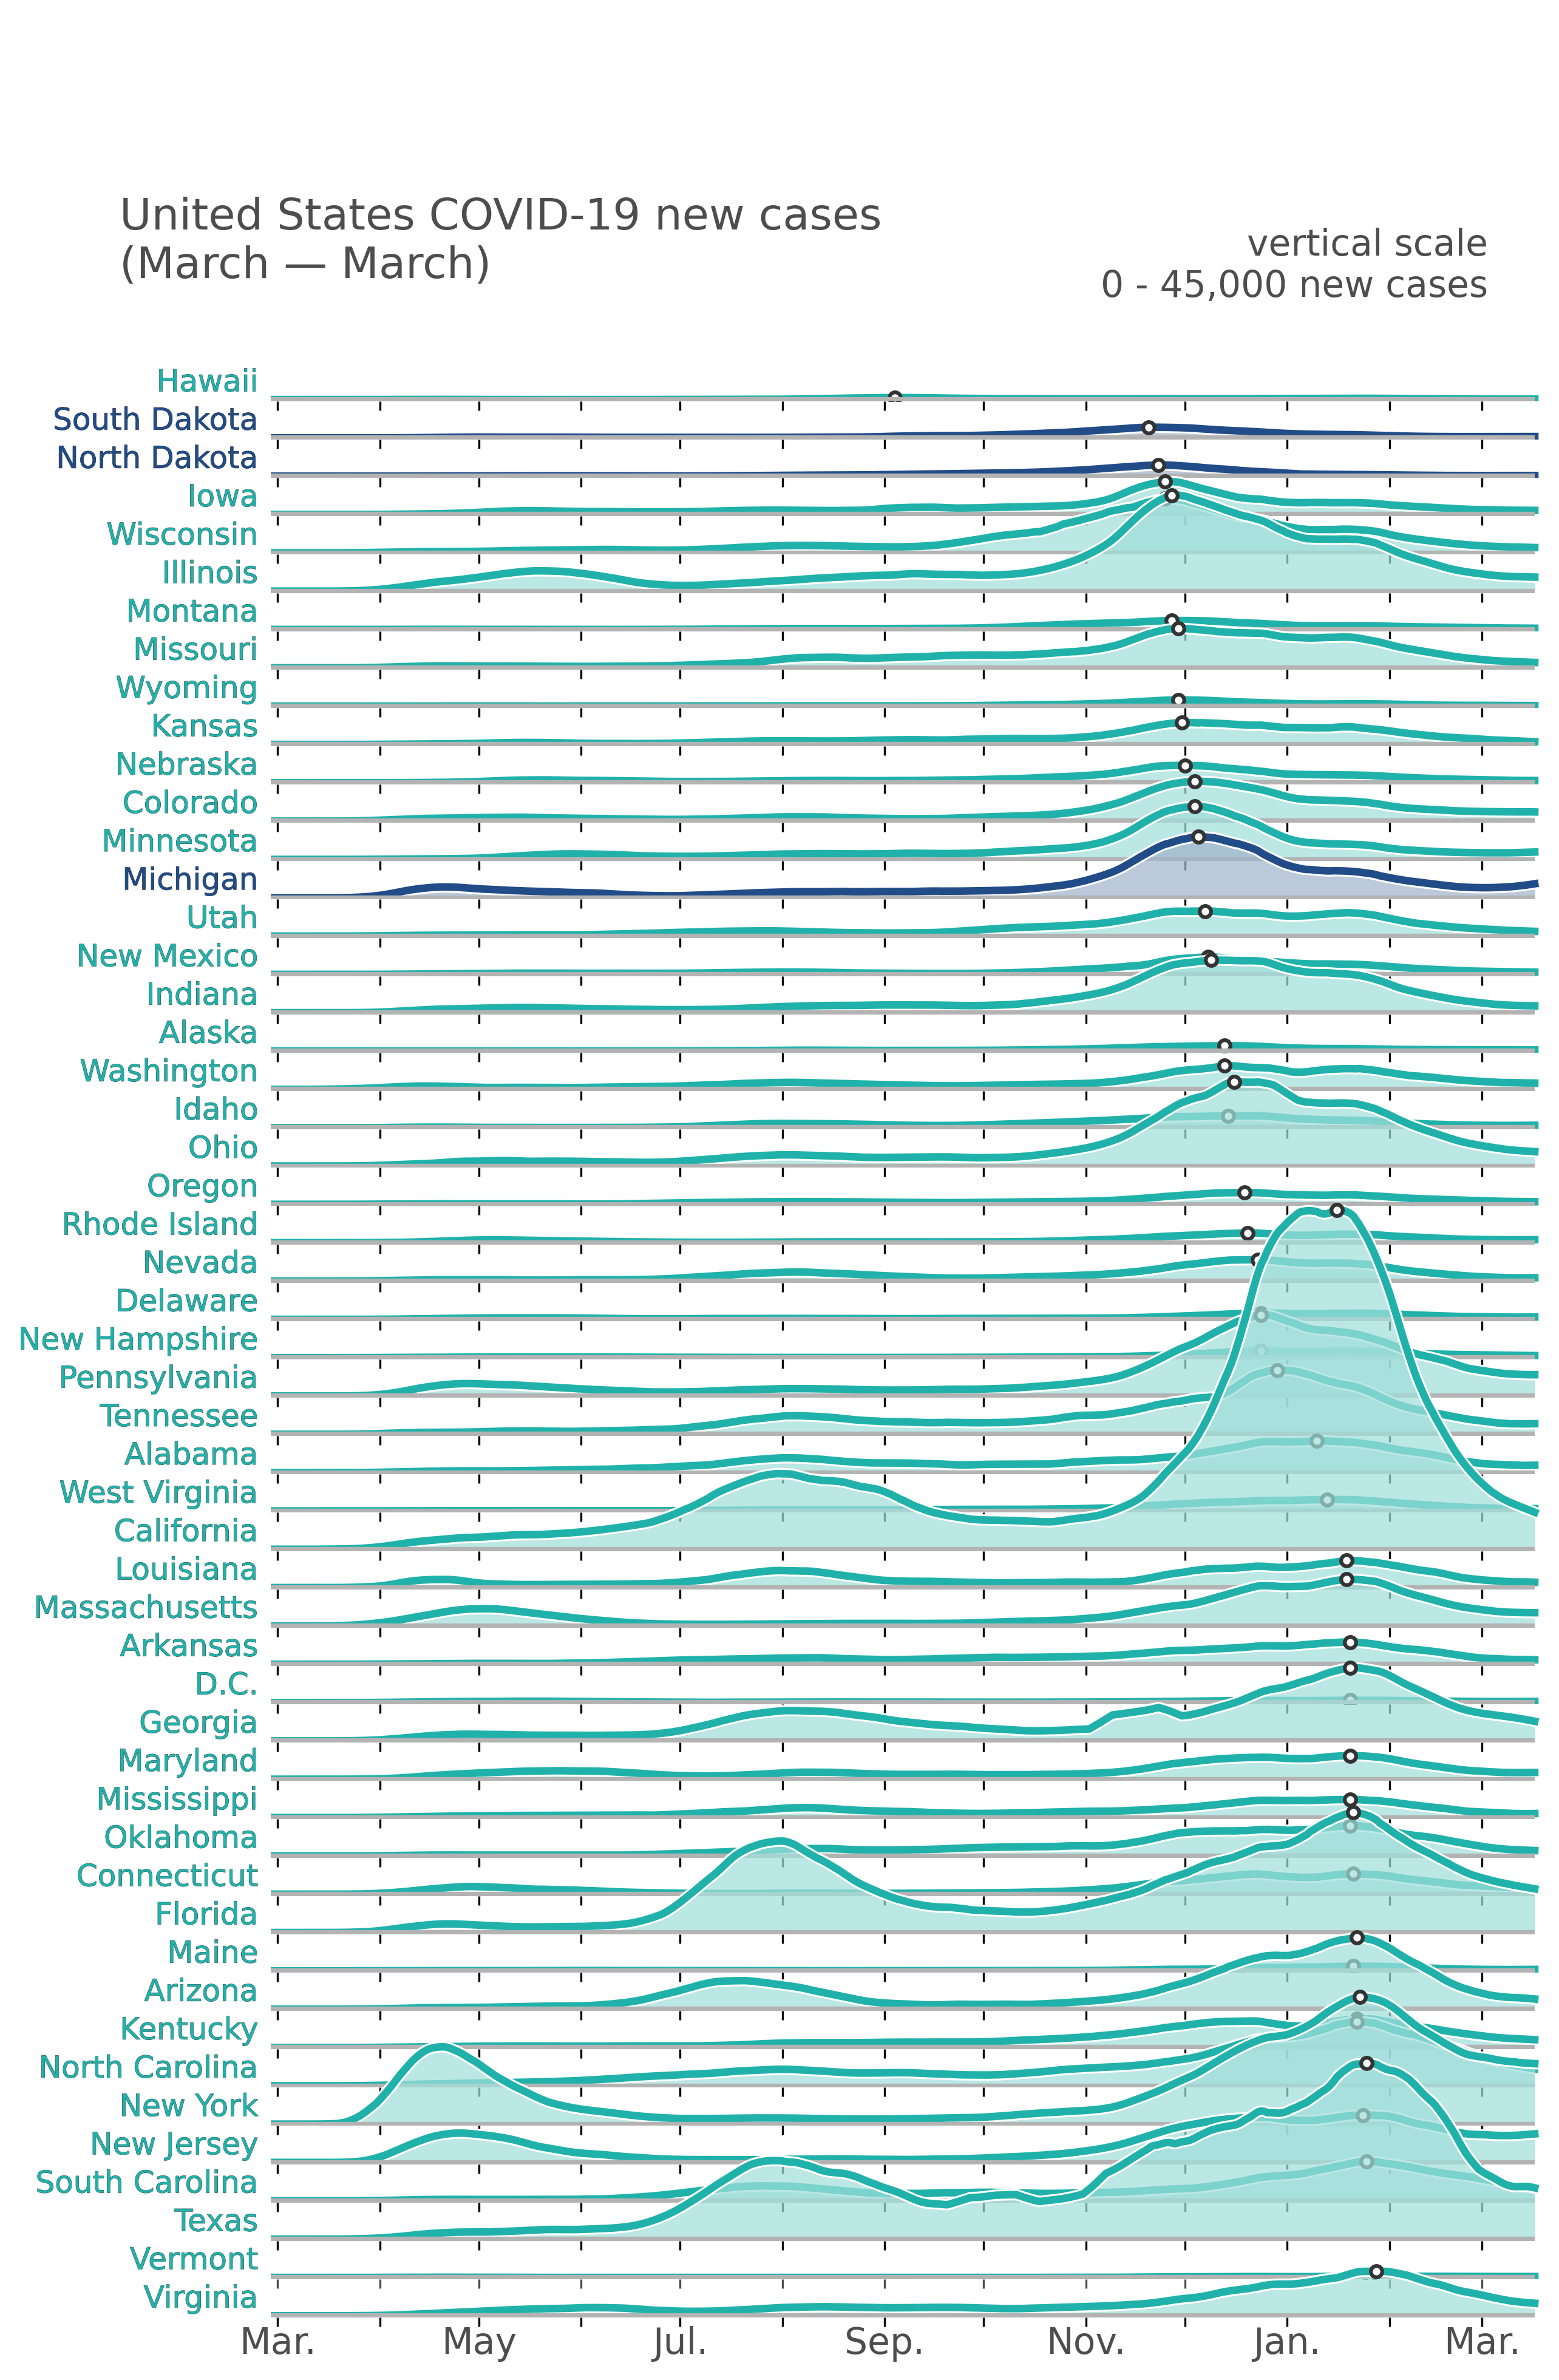 United States COVID-19 new cases
(March — March)
vertical scale
0 - 45,000 new cases
Hawaii
South Dakota
North Dakota
Iowa
Wisconsin
Illinois
Montana
Missouri
Wyoming
Kansas
Nebraska
Colorado
Minnesota
Michigan
Utah
New Mexico
Indiana
Alaska
Washington
Idaho
Ohio
Oregon
Rhode Island
Nevada
Delaware
New Hampshire
Pennsylvania
Tennessee
Alabama
West Virginia
California
Louisiana
Massachusetts
Arkansas
D.C.
Georgia
Maryland
Mississippi
Oklahoma
Connecticut
Florida
Maine
Arizona
Kentucky
North Carolina
New York
New Jersey
South Carolina
Texas
Vermont
Virginia
Mar. May Jul. Sep. Nov. Jan. Mar.